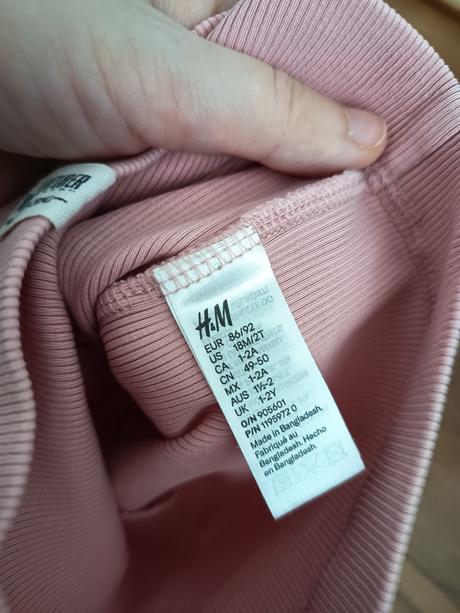 H&M
EUR 86/92
US 18M/2T
CA 1-2A
CN 49-50
MX 1-2A
AUS 1½-2
UK 1-2Y
O/N 905601
P/N 1195972 0
Made in Bangladesh.
Fabriqué au
Bangladesh. Hecho
en Bangladesh.